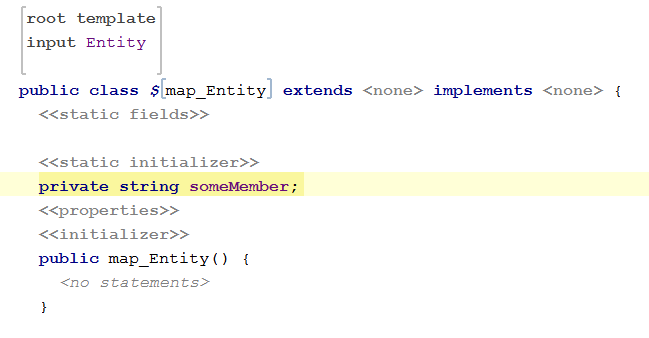 root template
input Entity
public class $[map_Entity] extends <none> implements <none> {
<<static fields>>
<<static initializer>>
private string someMember;
<<properties>>
<<initializer>>
public map_Entity() {
<no statements>
}